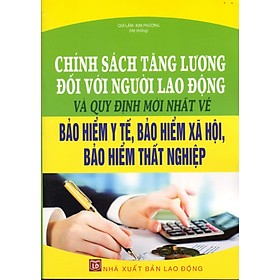 QUÍ LÂM - KIM PHƯỢNG
(Hệ thống)
CHÍNH SÁCH TĂNG LƯƠNG
ĐỐI VỚI NGƯỜI LAO ĐỘNG
VÀ QUY ĐỊNH MỚI NHẤT VỀ
BẢO HIỂM Y TẾ, BẢO HIỂM XÃ HỘI,
BẢO HIỂM THẤT NGHIỆP
NHÀ XUẤT BẢN LAO ĐỘNG